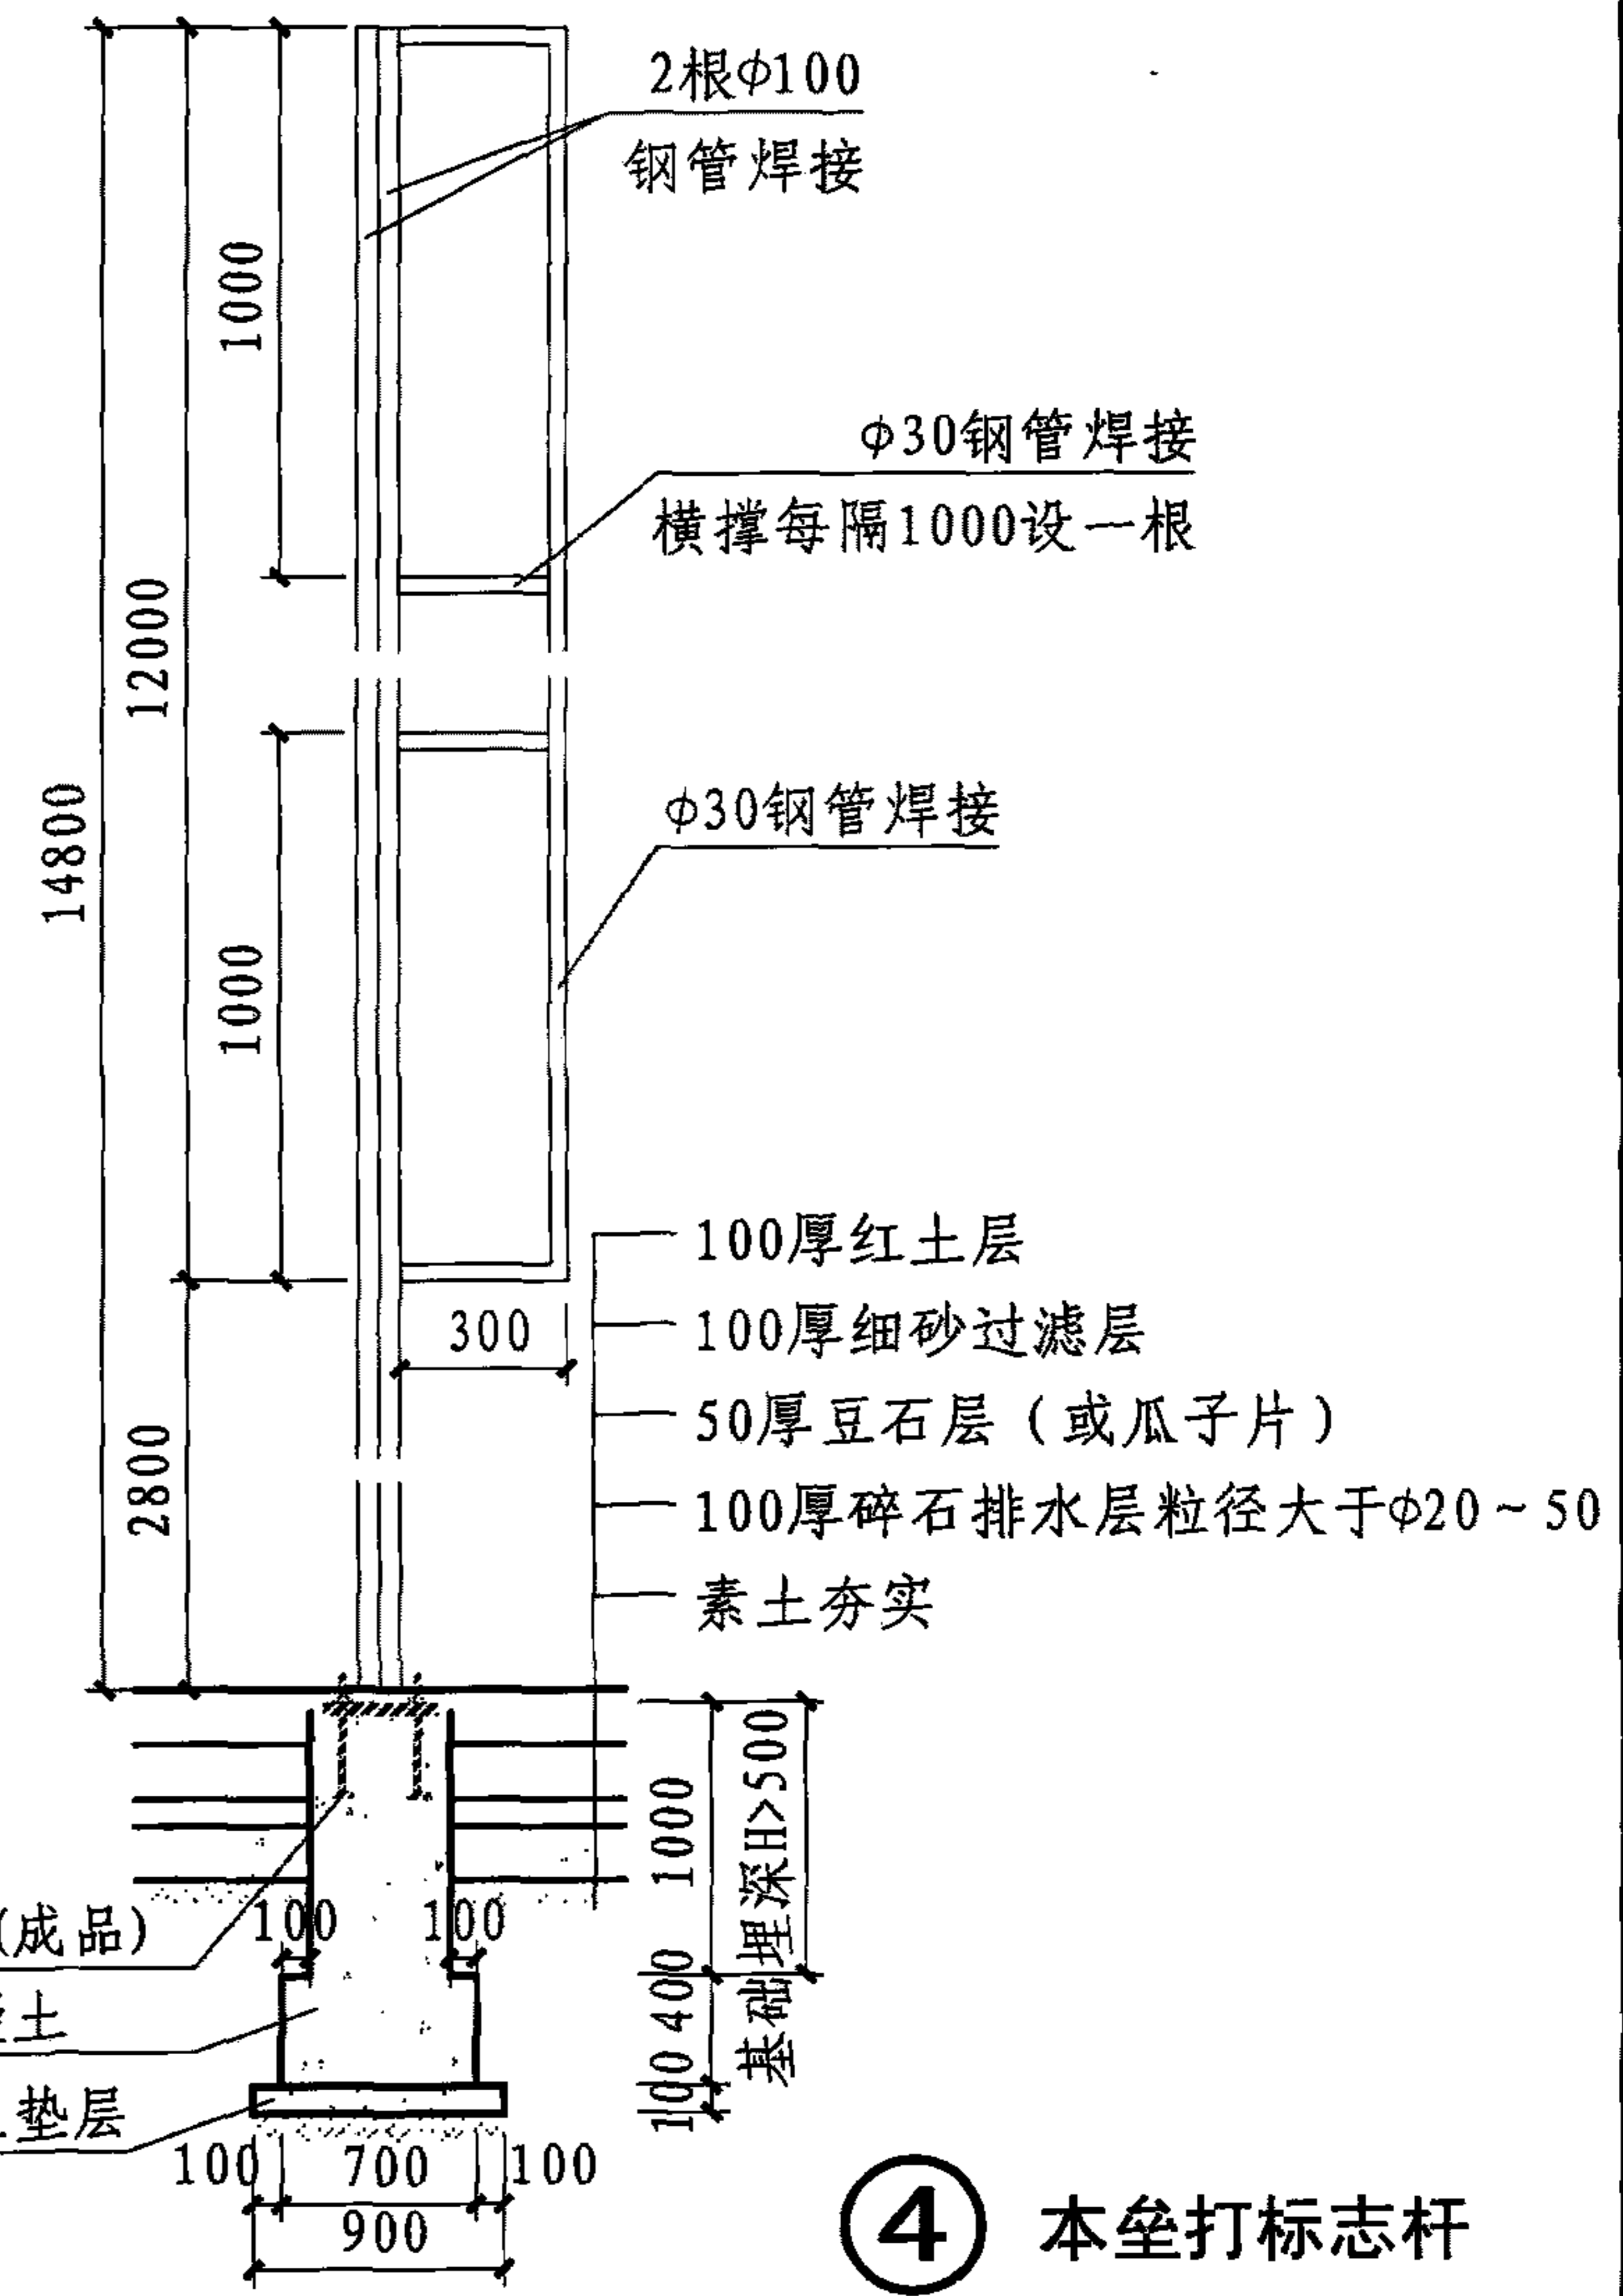 2根φ100
钢管焊接
1000
φ30钢管焊接
横撑每隔1000设一根
12000
14800
φ30钢管焊接
1000
100厚红土层
300
100厚细砂过滤层
50厚豆石层（或瓜子片）
2800
100厚碎石排水层粒径大于φ20～50
素土夯实
1000
基础埋深H>500
100
100
(成品)
400
土
100
垫层
100
700
100
900
4
本垒打标志杆